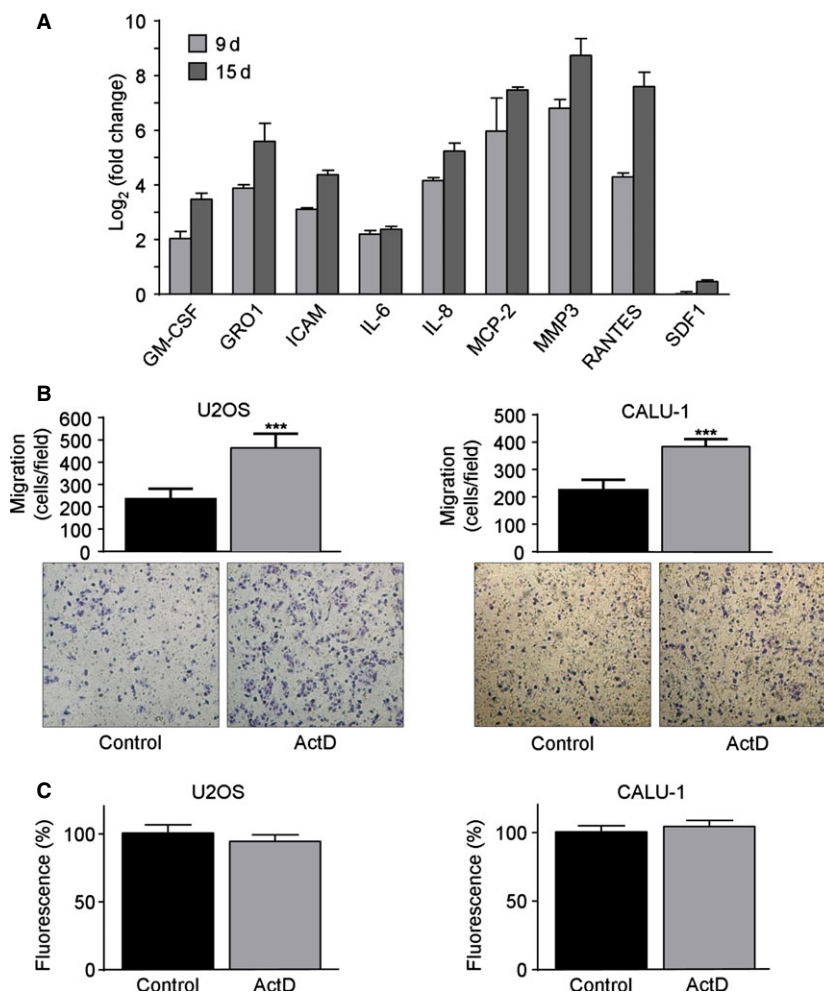 A
10
8
6
4
2
0
Log2 (fold change)
9 d
15 d
GM-CSF
GRO1
ICAM
IL-6
IL-8
MCP-2
MMP3
RANTES
SDF1
B
U2OS
Migration
(cells/field)
600
500
400
300
200
100
0
***
Control
ActD
CALU-1
Migration
(cells/field)
500
400
300
200
100
0
***
Control
ActD
C
U2OS
Fluorescence (%)
100
50
0
Control
ActD
CALU-1
Fluorescence (%)
100
50
0
Control
ActD